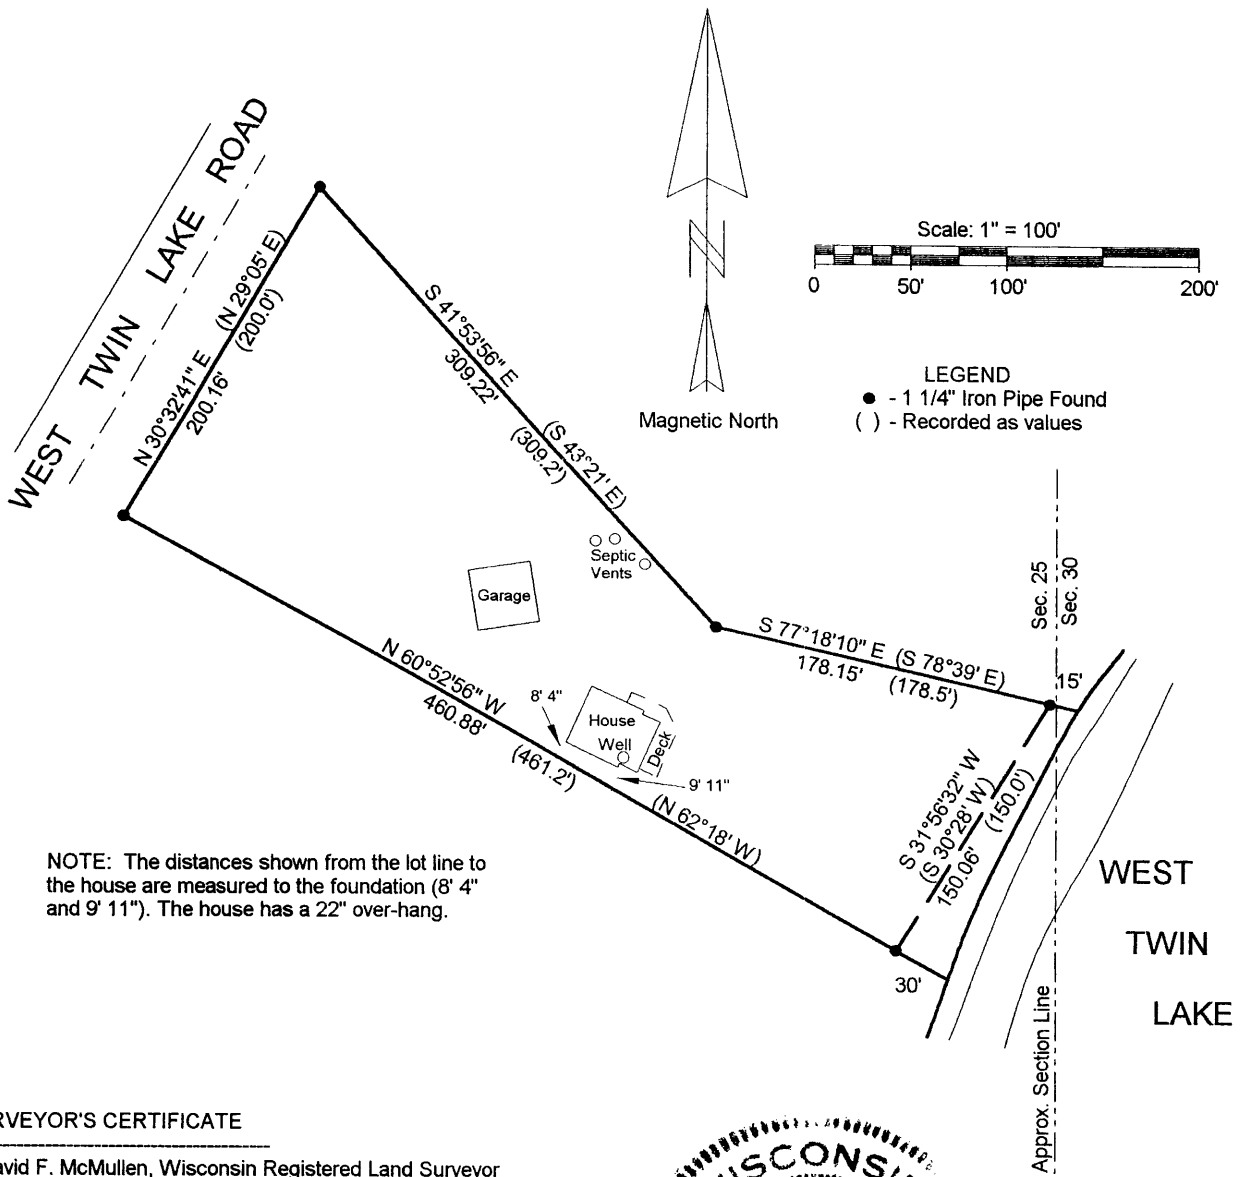 WEST TWIN LAKE ROAD
N 30°32'41" E (N 29°05' E)
200.16' (200.0')
S 41°53'56" E
309.22'
(S 43°21' E)
(309.2')
N
Magnetic North
Scale: 1" = 100'
0 50' 100' 200'
LEGEND
● - 1 1/4" Iron Pipe Found
( ) - Recorded as values
Sec. 25
Sec. 30
Septic
Vents
Garage
S 77°18'10" E (S 78°39' E)
178.15' (178.5')
15'
N 60°52'56" W
460.88'
(461.2')
(N 62°18' W)
8' 4"
House
Well
Deck
9' 11"
S 31°56'32" W
(S 30°28' W)
150.06' (150.0')
30'
NOTE: The distances shown from the lot line to
the house are measured to the foundation (8' 4"
and 9' 11"). The house has a 22" over-hang.
WEST
TWIN
LAKE
Approx. Section Line
RVEYOR'S CERTIFICATE
avid F. McMullen, Wisconsin Registered Land Surveyor
ISCONSI